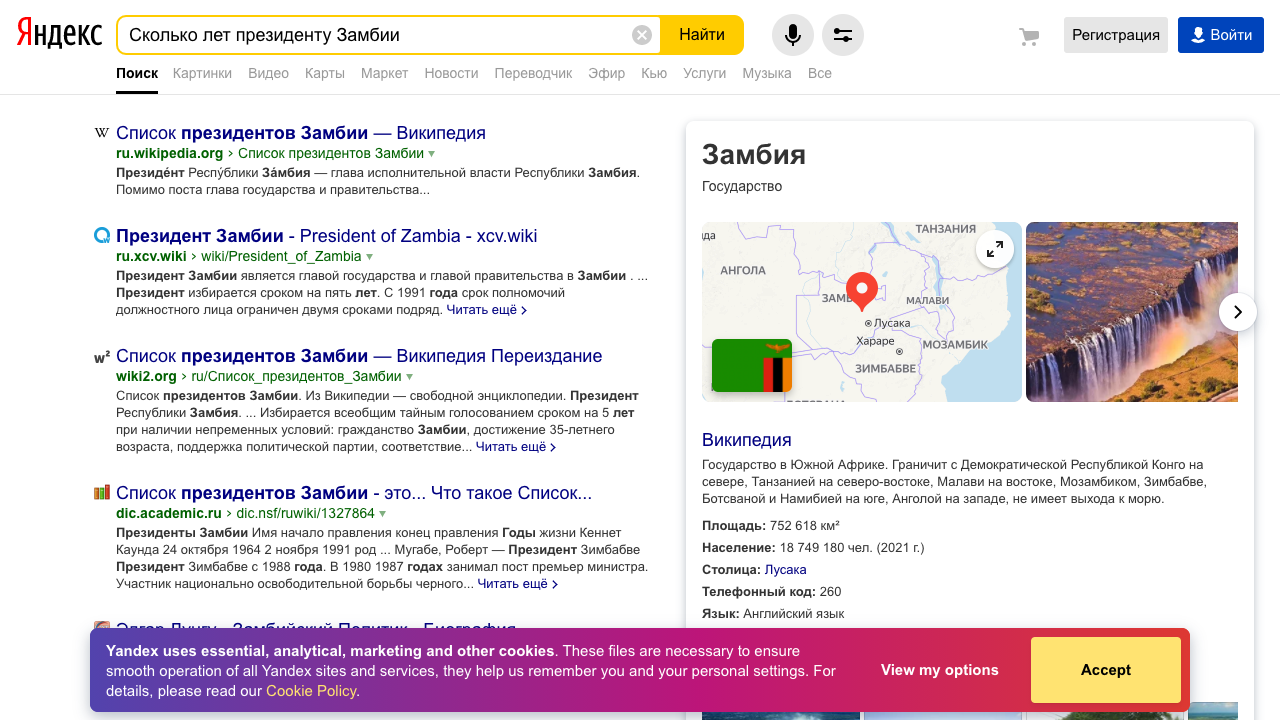 Яндекс
Сколько лет президенту Замбии
Найти
Регистрация
Войти
Поиск Картинки Видео Карты Маркет Новости Переводчик Эфир Кью Услуги Музыка Все
Список президентов Замбии — Википедия
ru.wikipedia.org › Список президентов Замбии
Президе́нт Респу́блики За́мбия — глава исполнительной власти Республики Замбия.
Помимо поста глава государства и правительства...
Президент Замбии - President of Zambia - xcv.wiki
ru.xcv.wiki › wiki/President_of_Zambia
Президент Замбии является главой государства и главой правительства в Замбии . ...
Президент избирается сроком на пять лет. С 1991 года срок полномочий
должностного лица ограничен двумя сроками подряд. Читать ещё ›
Список президентов Замбии — Википедия Переиздание
wiki2.org › ru/Список_президентов_Замбии
Список президентов Замбии. Из Википедии — свободной энциклопедии. Президент
Республики Замбия. ... Избирается всеобщим тайным голосованием сроком на 5 лет
при наличии непременных условий: гражданство Замбии, достижение 35-летнего
возраста, поддержка политической партии, соответствие... Читать ещё ›
Список президентов Замбии - это... Что такое Список...
dic.academic.ru › dic.nsf/ruwiki/1327864
Президенты Замбии Имя начало правления конец правления Годы жизни Кеннет
Каунда 24 октября 1964 2 ноября 1991 род ... Мугабе, Роберт — Президент Зимбабве
Президент Зимбабве с 1988 года. В 1980 1987 годах занимал пост премьер министра.
Участник национально освободительной борьбы черного... Читать ещё ›
Эдгар Лунгу - Замбийский Политик - Биография
Замбия
Государство
нда
ТАНЗАНИЯ
АНГОЛА
ЗАМБ
МАЛАВИ
Лусака
Хараре
МОЗАМБИК
ЗИМБАБВЕ
БОТСВАНА
Википедия
Государство в Южной Африке. Граничит с Демократической Республикой Конго на
севере, Танзанией на северо-востоке, Малави на востоке, Мозамбиком, Зимбабве,
Ботсваной и Намибией на юге, Анголой на западе, не имеет выхода к морю.
Площадь: 752 618 км²
Население: 18 749 180 чел. (2021 г.)
Столица: Лусака
Телефонный код: 260
Язык: Английский язык
Yandex uses essential, analytical, marketing and other cookies. These files are necessary to ensure
smooth operation of all Yandex sites and services, they help us remember you and your personal settings. For
details, please read our Cookie Policy.
View my options
Accept